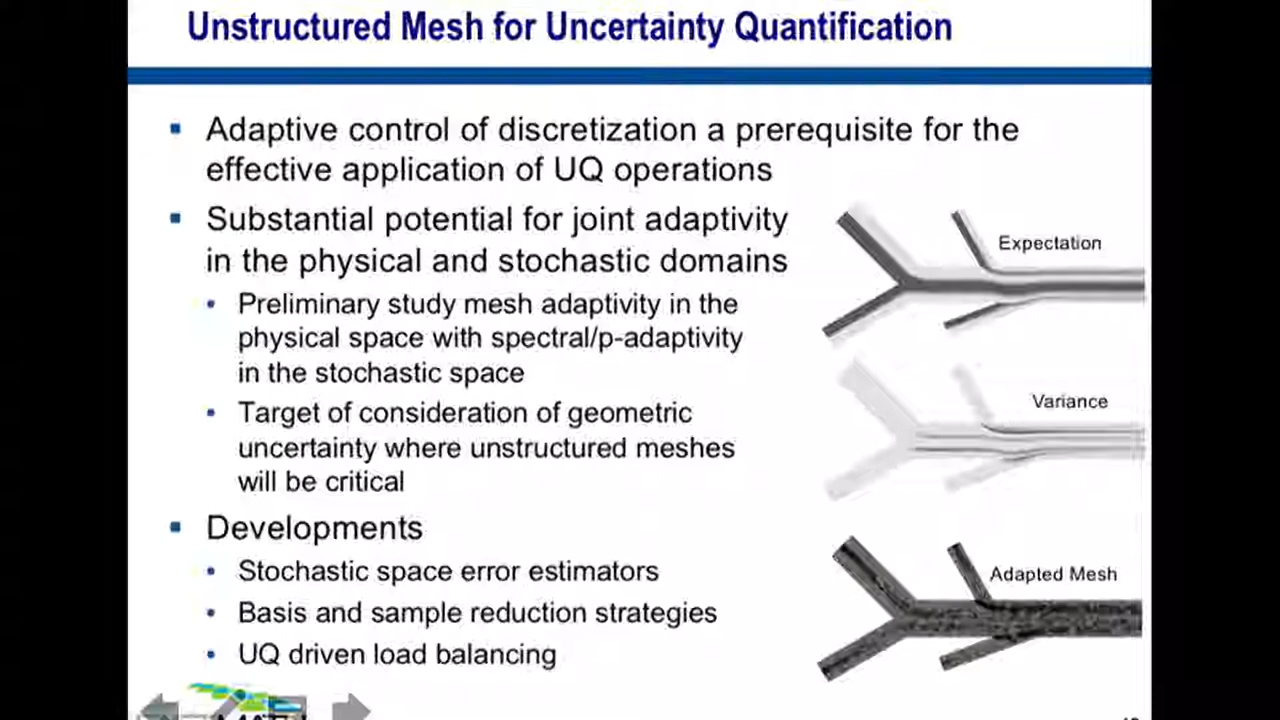 Unstructured Mesh for Uncertainty Quantification
Adaptive control of discretization a prerequisite for the
effective application of UQ operations
Substantial potential for joint adaptivity
in the physical and stochastic domains
Preliminary study mesh adaptivity in the
physical space with spectral/p-adaptivity
in the stochastic space
Target of consideration of geometric
uncertainty where unstructured meshes
will be critical
Developments
Stochastic space error estimators
Basis and sample reduction strategies
UQ driven load balancing
Expectation
Variance
Adapted Mesh